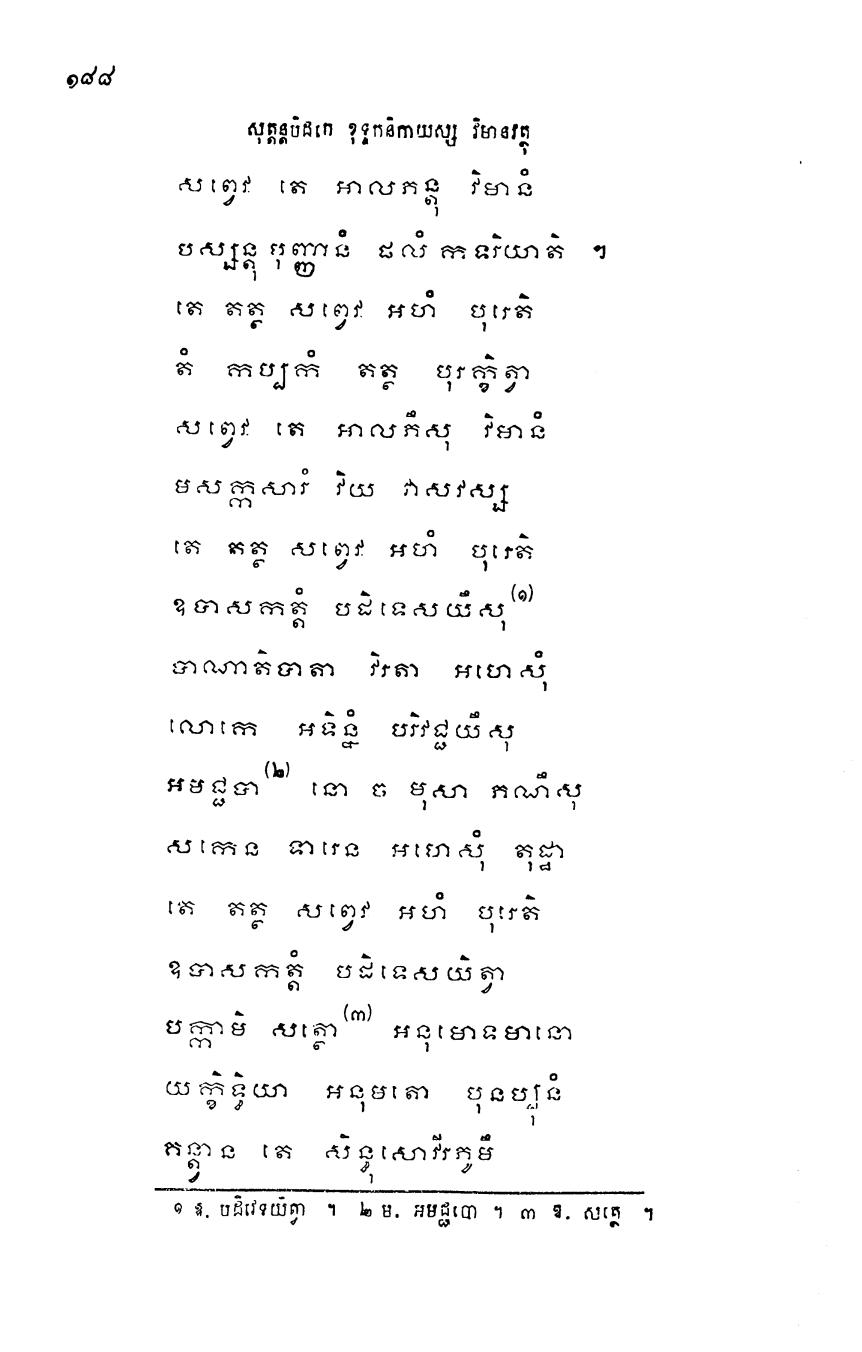 ១៨៨
សុត្តន្តបិដកេ ខុទ្ទកនិកាយស្ស វិមានវត្ថុ
សព្វេវ តេ អាលភន្តុ វិមានំ
បស្សន្តុ បុញ្ញានំ ផលំ កទរិយាតិ ។
តេ តត្ថ សព្វេវ អហំ បុរេតិ
តំ កប្បកំ តត្ថ បុរក្ខិត្វា
សព្វេវ តេ អាលភឹសុ វិមានំ
មសក្កសារំ វិយ វាសវស្ស
តេ តត្ថ សព្វេវ អហំ បុរេតិ
ឧបាសកត្តំ បដិទេសយឹសុ(១)
បាណាតិបាតា វិរតា អហេសុំ
លោកេ អទិន្នំ បរិវជ្ជយឹសុ
អមជ្ជបា(២) នោ ច មុសា ភណឹសុ
សកេន ទារេន អហេសុំ តុដ្ឋា
តេ តត្ថ សព្វេវ អហំ បុរេតិ
ឧបាសកត្តំ បដិទេសយិត្វា
បក្កាមិ សត្ថោ(៣) អនុមោទមានោ
យក្ខិទ្ធិយា អនុមតោ បុនប្បុនំ
គន្ត្វាន តេ សិន្ធុសោវីរភូមឹ
១ ឱ. បដិវេទយិត្វា ។ ២ ម. អមជ្ជបោ ។ ៣ ឱ. សត្ថេ ។